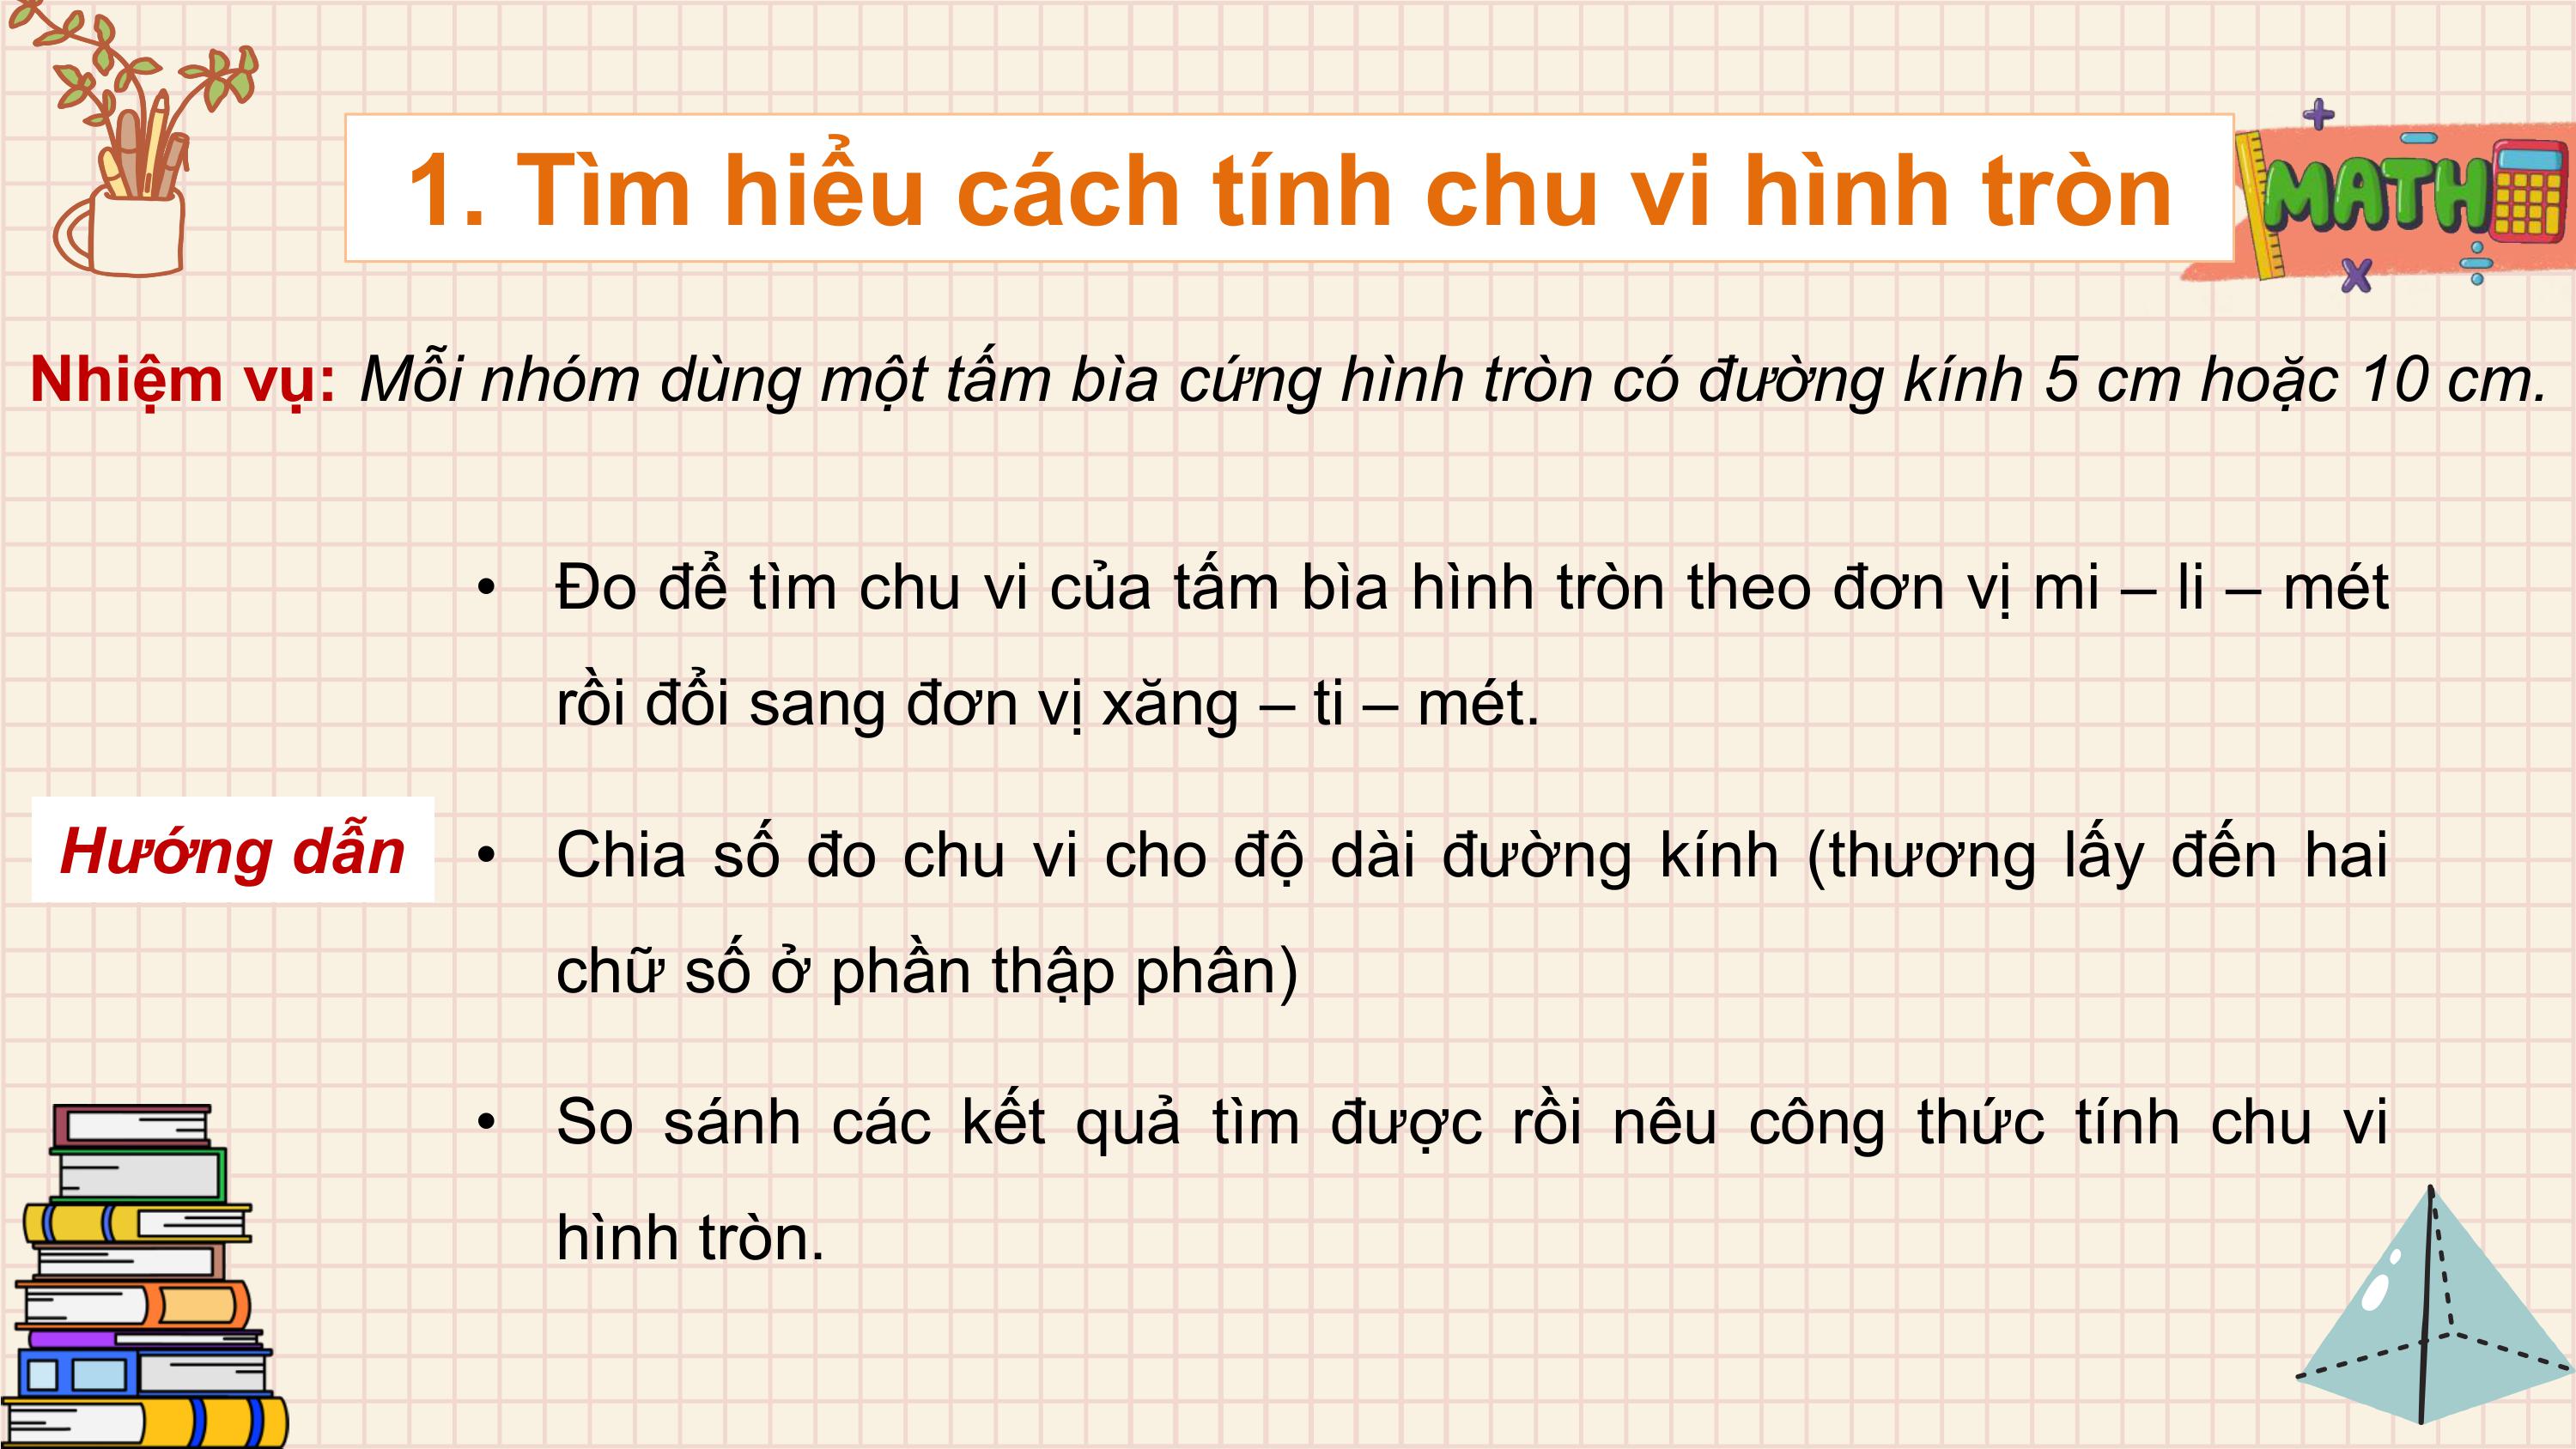 1. Tìm hiểu cách tính chu vi hình tròn
MATH
Nhiệm vụ: Mỗi nhóm dùng một tấm bìa cứng hình tròn có đường kính 5 cm hoặc 10 cm.
• Đo để tìm chu vi của tấm bìa hình tròn theo đơn vị mi – li – mét
rồi đổi sang đơn vị xăng – ti – mét.
Hướng dẫn
• Chia số đo chu vi cho độ dài đường kính (thương lấy đến hai
chữ số ở phần thập phân)
• So sánh các kết quả tìm được rồi nêu công thức tính chu vi
hình tròn.